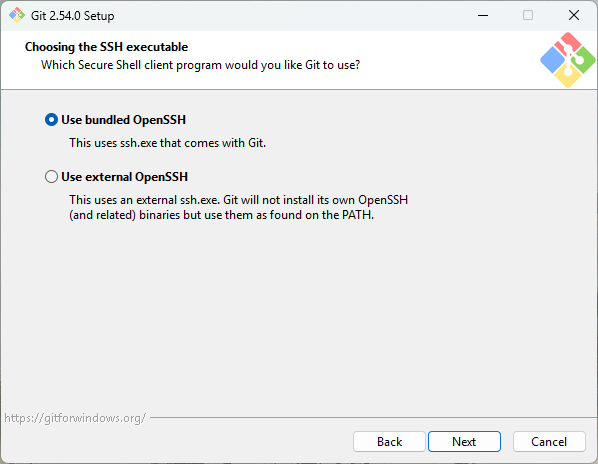 Git 2.54.0 Setup
Choosing the SSH executable
Which Secure Shell client program would you like Git to use?
Use bundled OpenSSH
This uses ssh.exe that comes with Git.
Use external OpenSSH
This uses an external ssh.exe. Git will not install its own OpenSSH
(and related) binaries but use them as found on the PATH.
https://gitforwindows.org/
Back
Next
Cancel